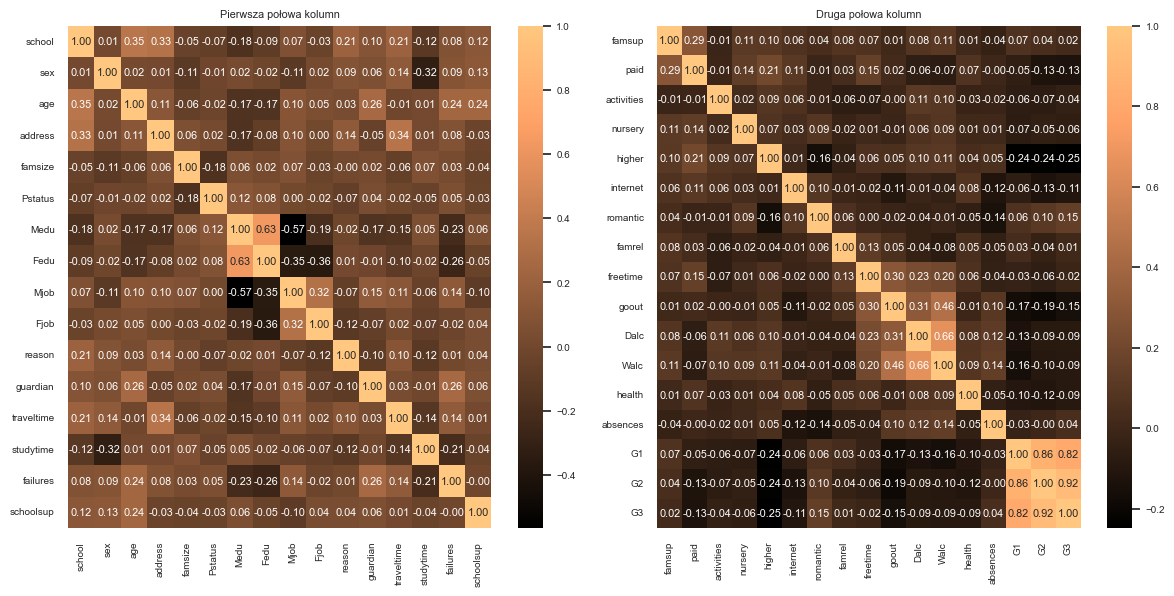 Pierwsza połowa kolumn
school 1.00 0.01 0.35 0.33 -0.05 -0.07 -0.18 -0.09 0.07 -0.03 0.21 0.10 0.21 -0.12 0.08 0.12
sex 0.01 1.00 0.02 0.01 -0.11 -0.01 0.02 -0.02 -0.11 0.02 0.09 0.06 0.14 -0.32 0.09 0.13
age 0.35 0.02 1.00 0.11 -0.06 -0.02 -0.17 -0.17 0.10 0.05 0.03 0.26 -0.01 0.01 0.24 0.24
address 0.33 0.01 0.11 1.00 0.06 0.02 -0.17 -0.08 0.10 0.00 0.14 -0.05 0.34 0.01 0.08 -0.03
famsize -0.05 -0.11 -0.06 0.06 1.00 -0.18 0.06 0.02 0.07 -0.03 -0.00 0.02 -0.06 0.07 0.03 -0.04
Pstatus -0.07 -0.01 -0.02 0.02 -0.18 1.00 0.12 0.08 0.00 -0.02 -0.07 0.04 -0.02 0.05 0.05 -0.03
Medu -0.18 0.02 -0.17 -0.17 0.06 0.12 1.00 0.63 -0.57 -0.19 -0.02 -0.17 -0.15 0.05 -0.23 0.06
Fedu -0.09 -0.02 -0.17 -0.08 0.02 0.08 0.63 1.00 -0.35 -0.36 0.01 -0.01 -0.10 -0.02 -0.26 -0.05
Mjob 0.07 -0.11 0.10 0.10 0.07 0.00 -0.57 -0.35 1.00 0.32 -0.07 0.15 0.11 -0.06 0.14 -0.10
Fjob -0.03 0.02 0.05 0.00 -0.03 -0.02 -0.19 -0.36 0.32 1.00 -0.12 -0.07 0.02 -0.07 -0.02 0.04
reason 0.21 0.09 0.03 0.14 -0.00 -0.07 -0.02 0.01 -0.07 -0.12 1.00 -0.10 0.10 -0.12 0.01 0.04
guardian 0.10 0.06 0.26 -0.05 0.02 0.04 -0.17 -0.01 0.15 -0.07 -0.10 1.00 0.03 -0.01 0.26 0.06
traveltime 0.21 0.14 -0.01 0.34 -0.06 -0.02 -0.15 -0.10 0.11 0.02 0.10 0.03 1.00 -0.14 0.14 0.01
studytime -0.12 -0.32 0.01 0.01 0.07 -0.05 0.05 -0.02 -0.06 -0.07 -0.12 -0.01 -0.14 1.00 -0.21 -0.04
failures 0.08 0.09 0.24 0.08 0.03 0.05 -0.23 -0.26 0.14 -0.02 0.01 0.26 0.14 -0.21 1.00 -0.00
schoolsup 0.12 0.13 0.24 -0.03 -0.04 -0.03 0.06 -0.05 -0.10 0.04 0.04 0.06 0.01 -0.04 -0.00 1.00
school sex age address famsize Pstatus Medu Fedu Mjob Fjob reason guardian traveltime studytime failures schoolsup
1.0
0.8
0.6
0.4
0.2
0.0
-0.2
-0.4
Druga połowa kolumn
famsup 1.00 0.29 -0.01 0.11 0.10 0.06 0.04 0.08 0.07 0.01 0.08 0.11 0.01 -0.04 0.07 0.04 0.02
paid 0.29 1.00 -0.01 0.14 0.21 0.11 -0.01 0.03 0.15 0.02 -0.06 -0.07 0.07 -0.00 -0.05 -0.13 -0.13
activities -0.01 -0.01 1.00 0.02 0.09 0.06 -0.01 -0.06 -0.07 -0.00 0.11 0.10 -0.03 -0.02 -0.06 -0.07 -0.04
nursery 0.11 0.14 0.02 1.00 0.07 0.03 0.09 -0.02 0.01 -0.01 0.06 0.09 0.01 0.01 -0.07 -0.05 -0.06
higher 0.10 0.21 0.09 0.07 1.00 0.01 -0.16 -0.04 0.06 0.05 0.10 0.11 0.04 0.05 -0.24 -0.24 -0.25
internet 0.06 0.11 0.06 0.03 0.01 1.00 0.10 -0.01 -0.02 -0.11 -0.01 -0.04 0.08 -0.12 -0.06 -0.13 -0.11
romantic 0.04 -0.01 -0.01 0.09 -0.16 0.10 1.00 0.06 0.00 -0.02 -0.04 -0.01 -0.05 -0.14 0.06 0.10 0.15
famrel 0.08 0.03 -0.06 -0.02 -0.04 -0.01 0.06 1.00 0.13 0.05 -0.04 -0.08 0.05 -0.05 0.03 -0.04 0.01
freetime 0.07 0.15 -0.07 0.01 0.06 -0.02 0.00 0.13 1.00 0.30 0.23 0.20 0.06 -0.04 -0.03 -0.06 -0.02
goout 0.01 0.02 -0.00 -0.01 0.05 -0.11 -0.02 0.05 0.30 1.00 0.31 0.46 -0.01 0.10 -0.17 -0.19 -0.15
Dalc 0.08 -0.06 0.11 0.06 0.10 -0.01 -0.04 -0.04 0.23 0.31 1.00 0.66 0.08 0.12 -0.13 -0.09 -0.09
Walc 0.11 -0.07 0.10 0.09 0.11 -0.04 -0.01 -0.08 0.20 0.46 0.66 1.00 0.09 0.14 -0.16 -0.10 -0.09
health 0.01 0.07 -0.03 0.01 0.04 0.08 -0.05 0.05 0.06 -0.01 0.08 0.09 1.00 -0.05 -0.10 -0.12 -0.09
absences -0.04 -0.00 -0.02 0.01 0.05 -0.12 -0.14 -0.05 -0.04 0.10 0.12 0.14 -0.05 1.00 -0.03 -0.00 0.04
G1 0.07 -0.05 -0.06 -0.07 -0.24 -0.06 0.06 0.03 -0.03 -0.17 -0.13 -0.16 -0.10 -0.03 1.00 0.86 0.82
G2 0.04 -0.13 -0.07 -0.05 -0.24 -0.13 0.10 -0.04 -0.06 -0.19 -0.09 -0.10 -0.12 -0.00 0.86 1.00 0.92
G3 0.02 -0.13 -0.04 -0.06 -0.25 -0.11 0.15 0.01 -0.02 -0.15 -0.09 -0.09 -0.09 0.04 0.82 0.92 1.00
famsup paid activities nursery higher internet romantic famrel freetime goout Dalc Walc health absences G1 G2 G3
1.0
0.8
0.6
0.4
0.2
0.0
-0.2